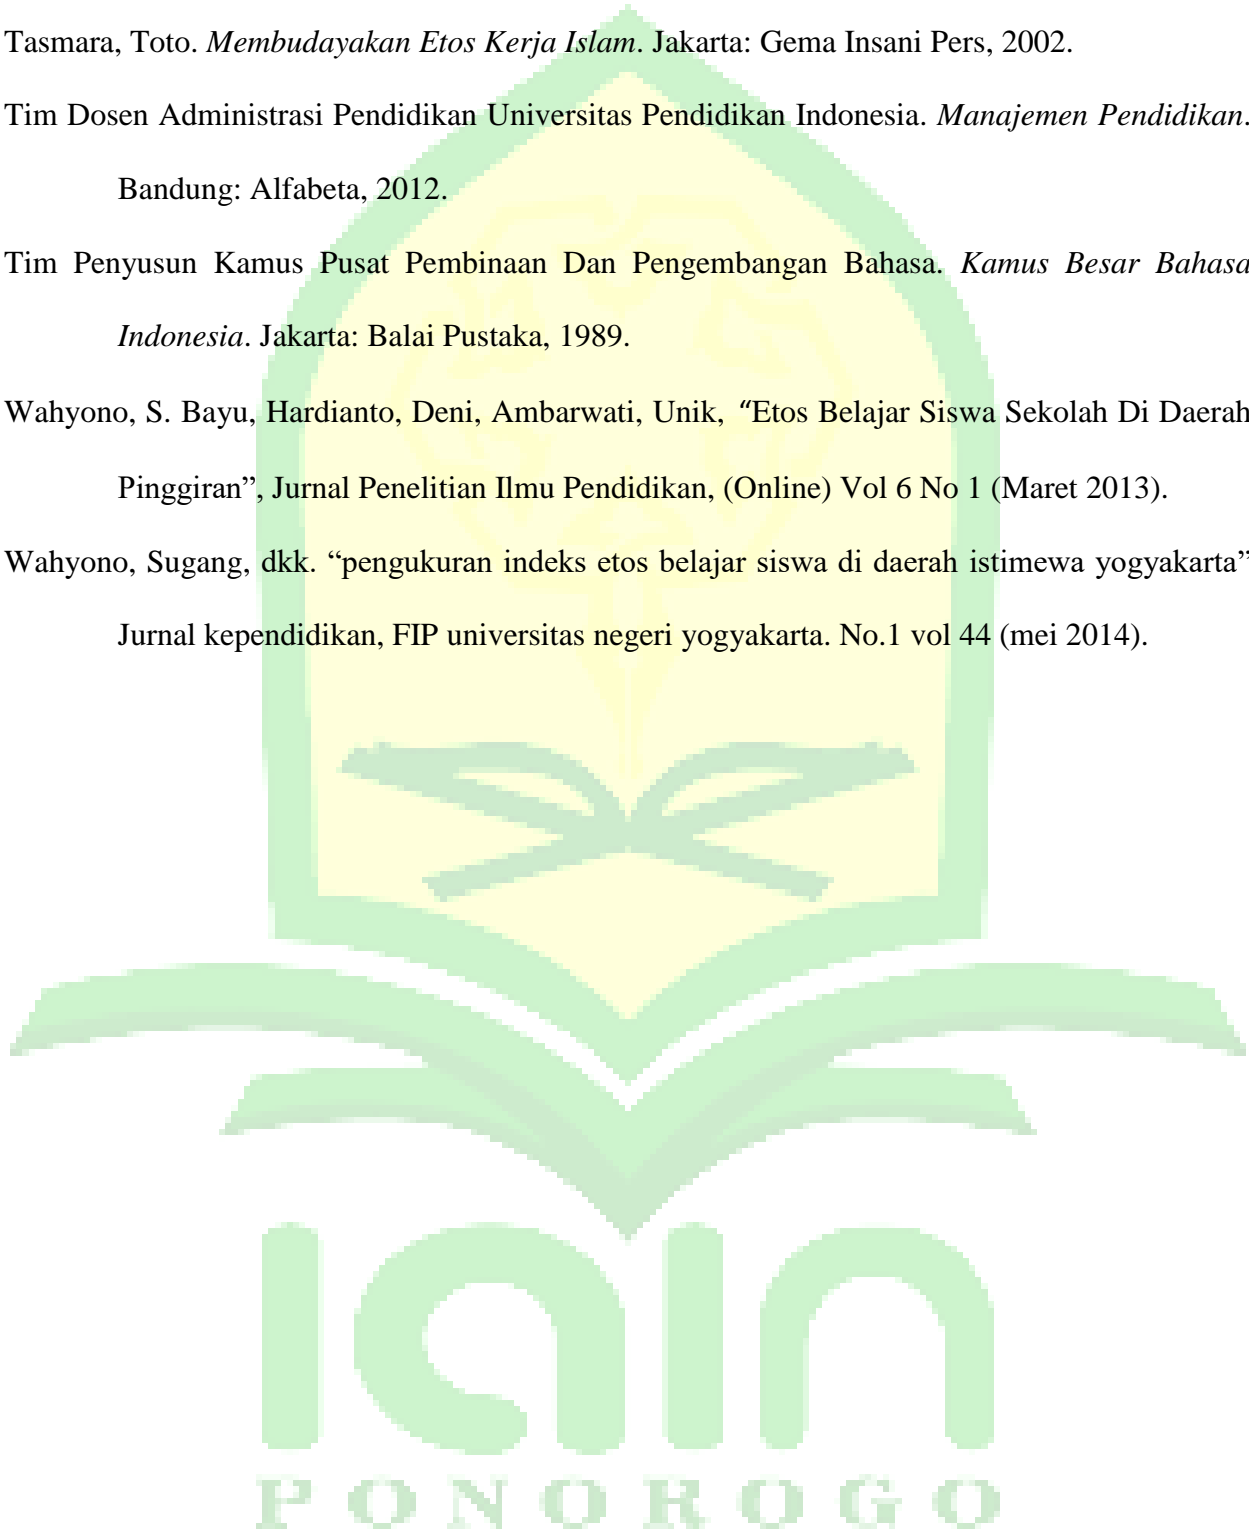 Tasmara, Toto. Membudayakan Etos Kerja Islam. Jakarta: Gema Insani Pers, 2002.
Tim Dosen Administrasi Pendidikan Universitas Pendidikan Indonesia. Manajemen Pendidikan.
Bandung: Alfabeta, 2012.
Tim Penyusun Kamus Pusat Pembinaan Dan Pengembangan Bahasa. Kamus Besar Bahasa
Indonesia. Jakarta: Balai Pustaka, 1989.
Wahyono, S. Bayu, Hardianto, Deni, Ambarwati, Unik, “Etos Belajar Siswa Sekolah Di Daerah
Pinggiran”, Jurnal Penelitian Ilmu Pendidikan, (Online) Vol 6 No 1 (Maret 2013).
Wahyono, Sugang, dkk. “pengukuran indeks etos belajar siswa di daerah istimewa yogyakarta”
Jurnal kependidikan, FIP universitas negeri yogyakarta. No.1 vol 44 (mei 2014).
iain
PONOROGO